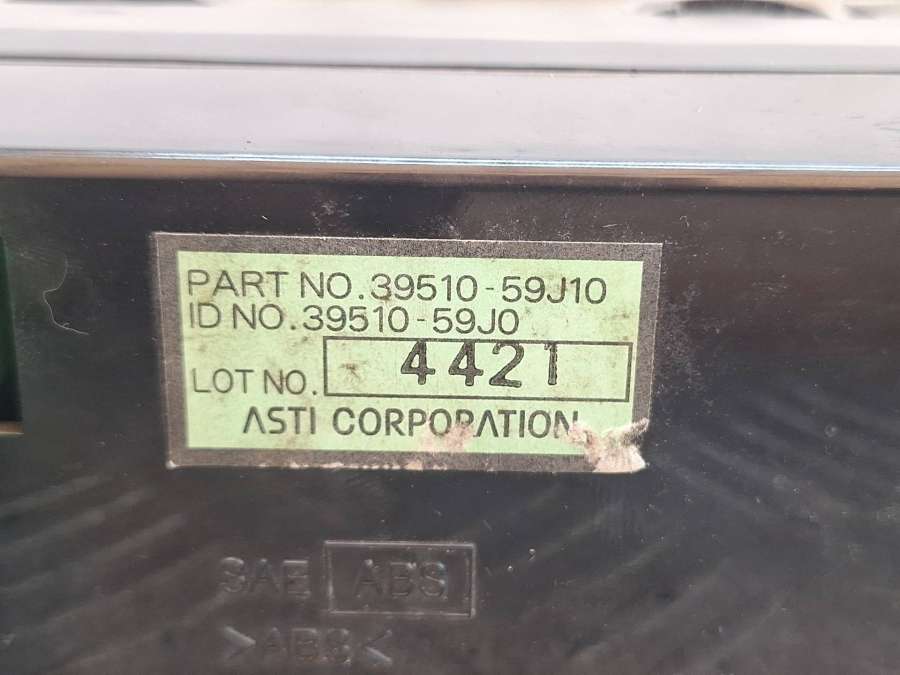 PART NO. 39510-59J10
ID NO. 39510-59J0
LOT NO. 4421
ASTI CORPORATION
SAE ABS
>ABS<